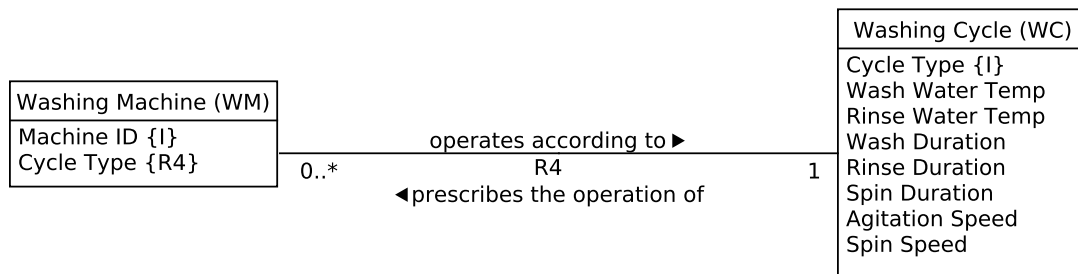 Washing Machine (WM)
Machine ID {I}
Cycle Type {R4}
operates according to ►
0..*
R4
1
◄prescribes the operation of
Washing Cycle (WC)
Cycle Type {I}
Wash Water Temp
Rinse Water Temp
Wash Duration
Rinse Duration
Spin Duration
Agitation Speed
Spin Speed